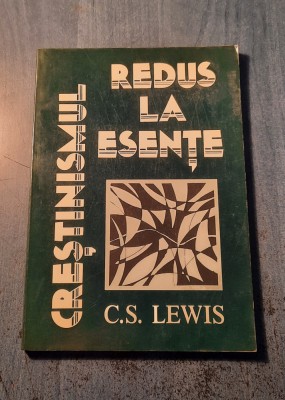 CREȘTINISMUL
REDUS
LA
ESENȚE
C.S. LEWIS